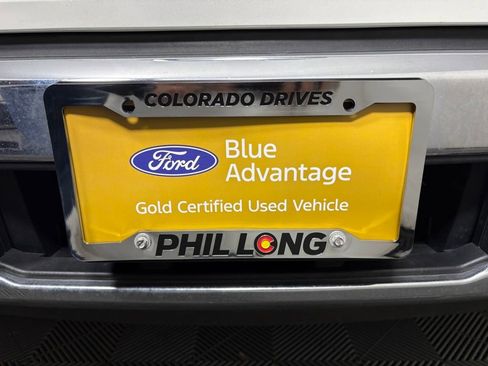 COLORADO DRIVES
Ford
Blue
Advantage
Gold Certified Used Vehicle
PHIL LONG